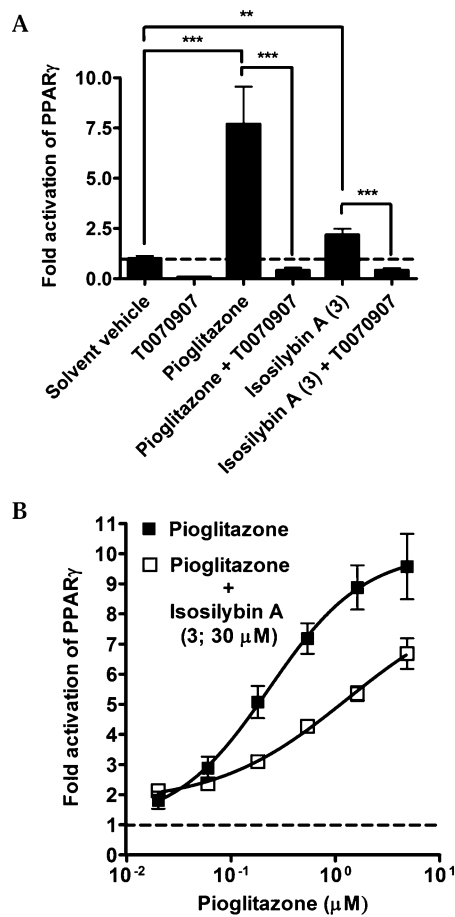 A
**
***
***
***
Fold activation of PPARγ
10.0
7.5
5.0
2.5
0.0
Solvent vehicle
T0070907
Pioglitazone
Pioglitazone + T0070907
Isosilybin A (3)
Isosilybin A (3) + T0070907
B
Fold activation of PPARγ
11
10
9
8
7
6
5
4
3
2
1
0
Pioglitazone
Pioglitazone
+
Isosilybin A
(3; 30 μM)
10-2
10-1
100
101
Pioglitazone (μM)